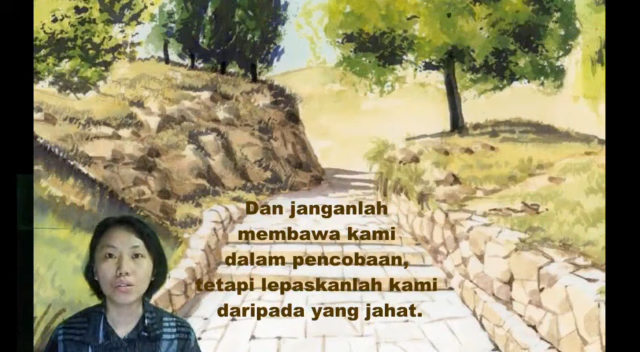 Dan janganlah
membawa kami
dalam pencobaan,
tetapi lepaskanlah kami
daripada yang jahat.